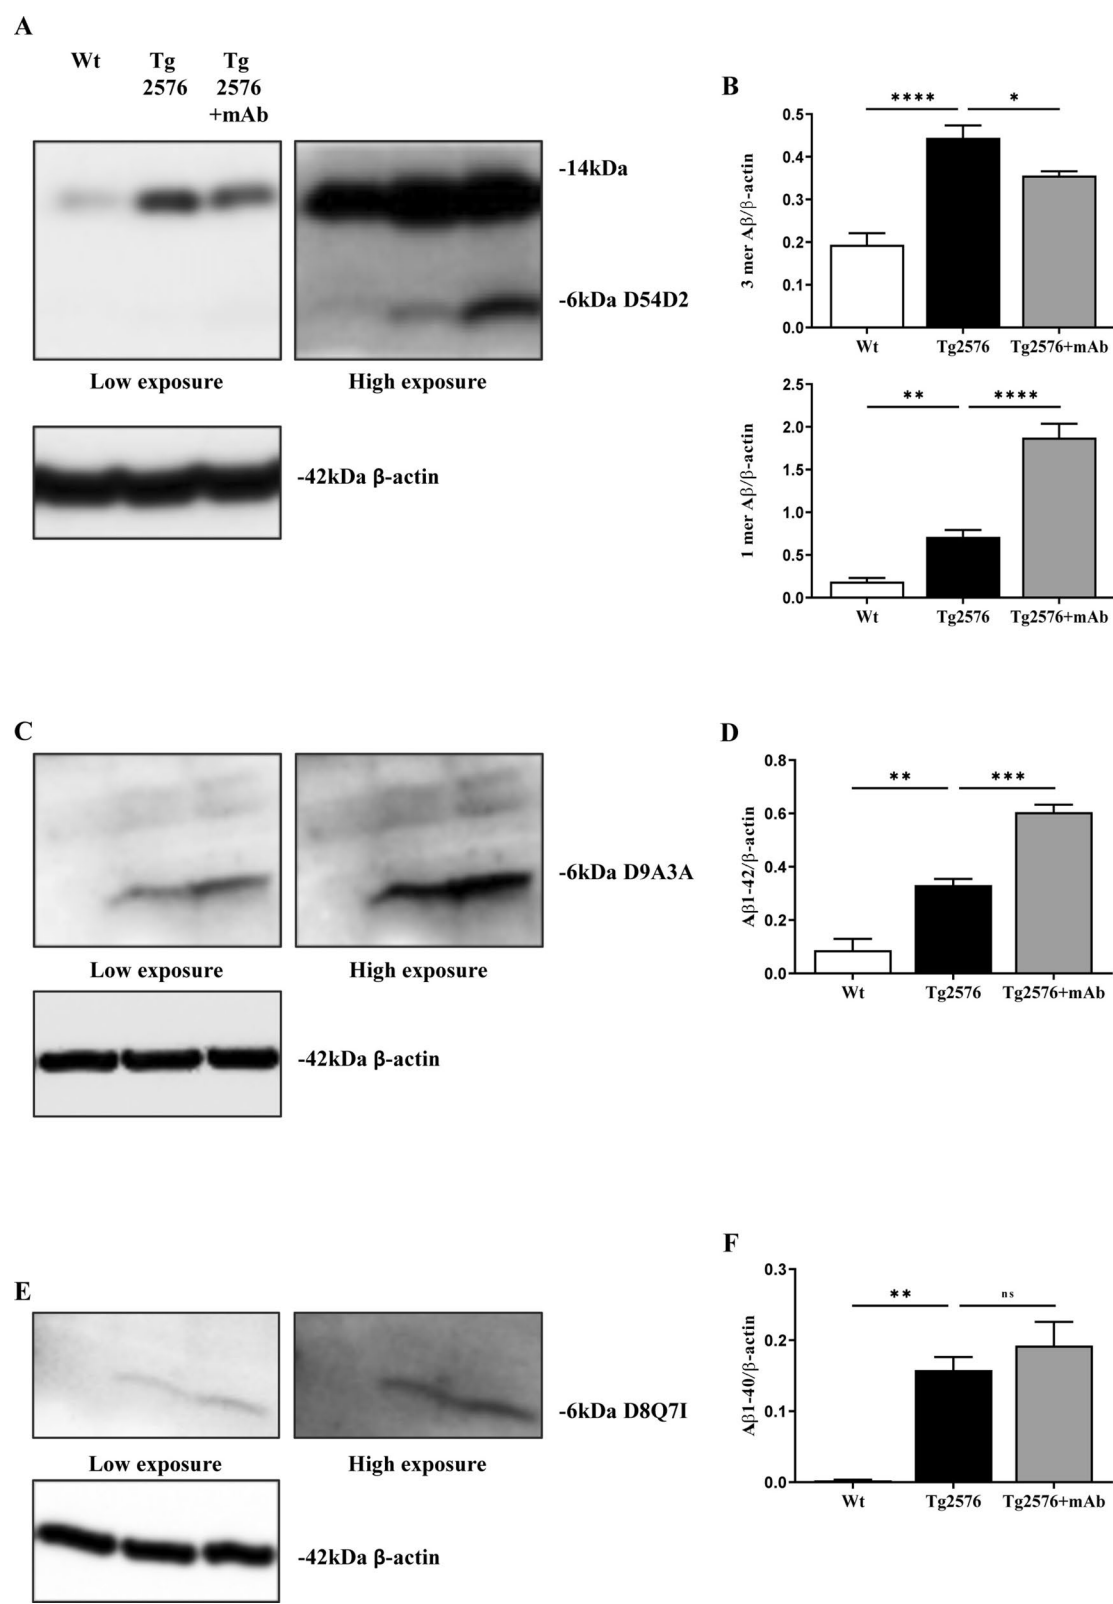 A
Wt
Tg
2576
Tg
2576
+mAb
-14kDa
-6kDa D54D2
Low exposure
High exposure
-42kDa β-actin
B
****
*
3 mer Aβ/β-actin
0.5
0.4
0.3
0.2
0.1
0.0
Wt
Tg2576
Tg2576+mAb
**
****
1 mer Aβ/β-actin
2.5
2.0
1.5
1.0
0.5
0.0
Wt
Tg2576
Tg2576+mAb
C
-6kDa D9A3A
Low exposure
High exposure
-42kDa β-actin
D
**
***
Aβ1-42/β-actin
0.8
0.6
0.4
0.2
0.0
Wt
Tg2576
Tg2576+mAb
E
-6kDa D8Q7I
Low exposure
High exposure
-42kDa β-actin
F
**
ns
Aβ1-40/β-actin
0.3
0.2
0.1
0.0
Wt
Tg2576
Tg2576+mAb